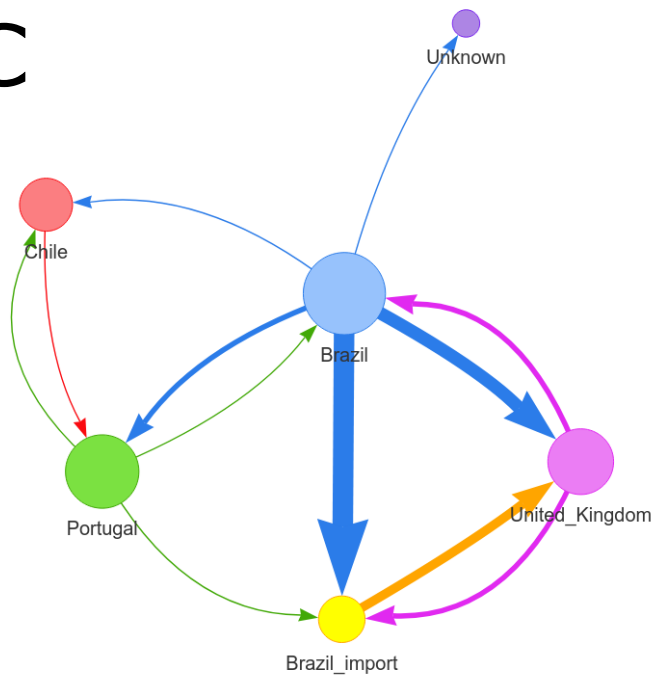 C
Unknown
Chile
Brazil
Portugal
United_Kingdom
Brazil_import